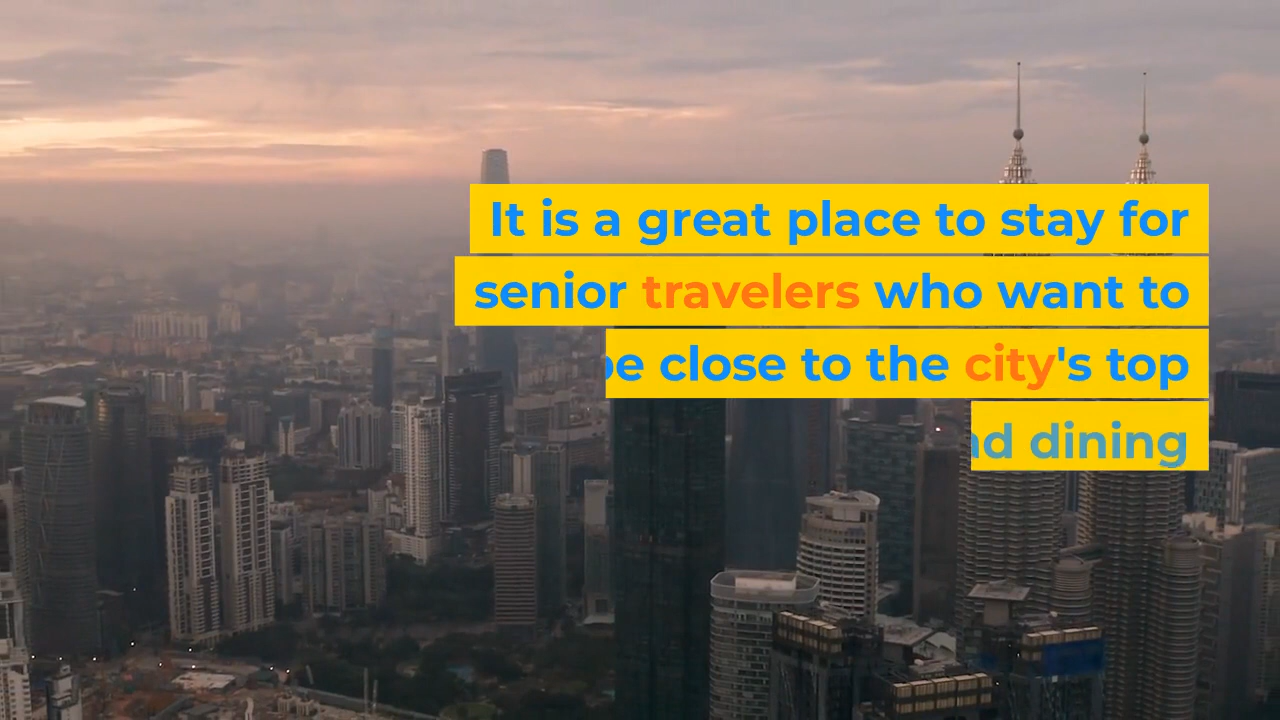 It is a great place to stay for
senior travelers who want to
be close to the city's top
dining